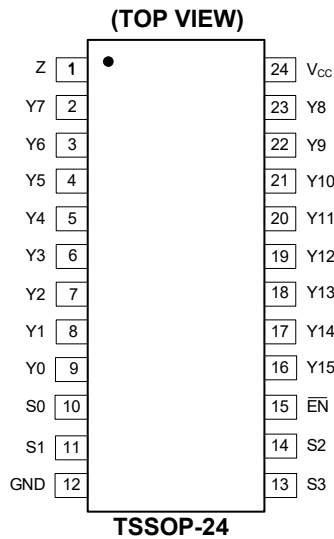 (TOP VIEW)
Z 1 24 VCC
Y7 2 23 Y8
Y6 3 22 Y9
Y5 4 21 Y10
Y4 5 20 Y11
Y3 6 19 Y12
Y2 7 18 Y13
Y1 8 17 Y14
Y0 9 16 Y15
S0 10 15 E̅N̅
S1 11 14 S2
GND 12 13 S3
TSSOP-24